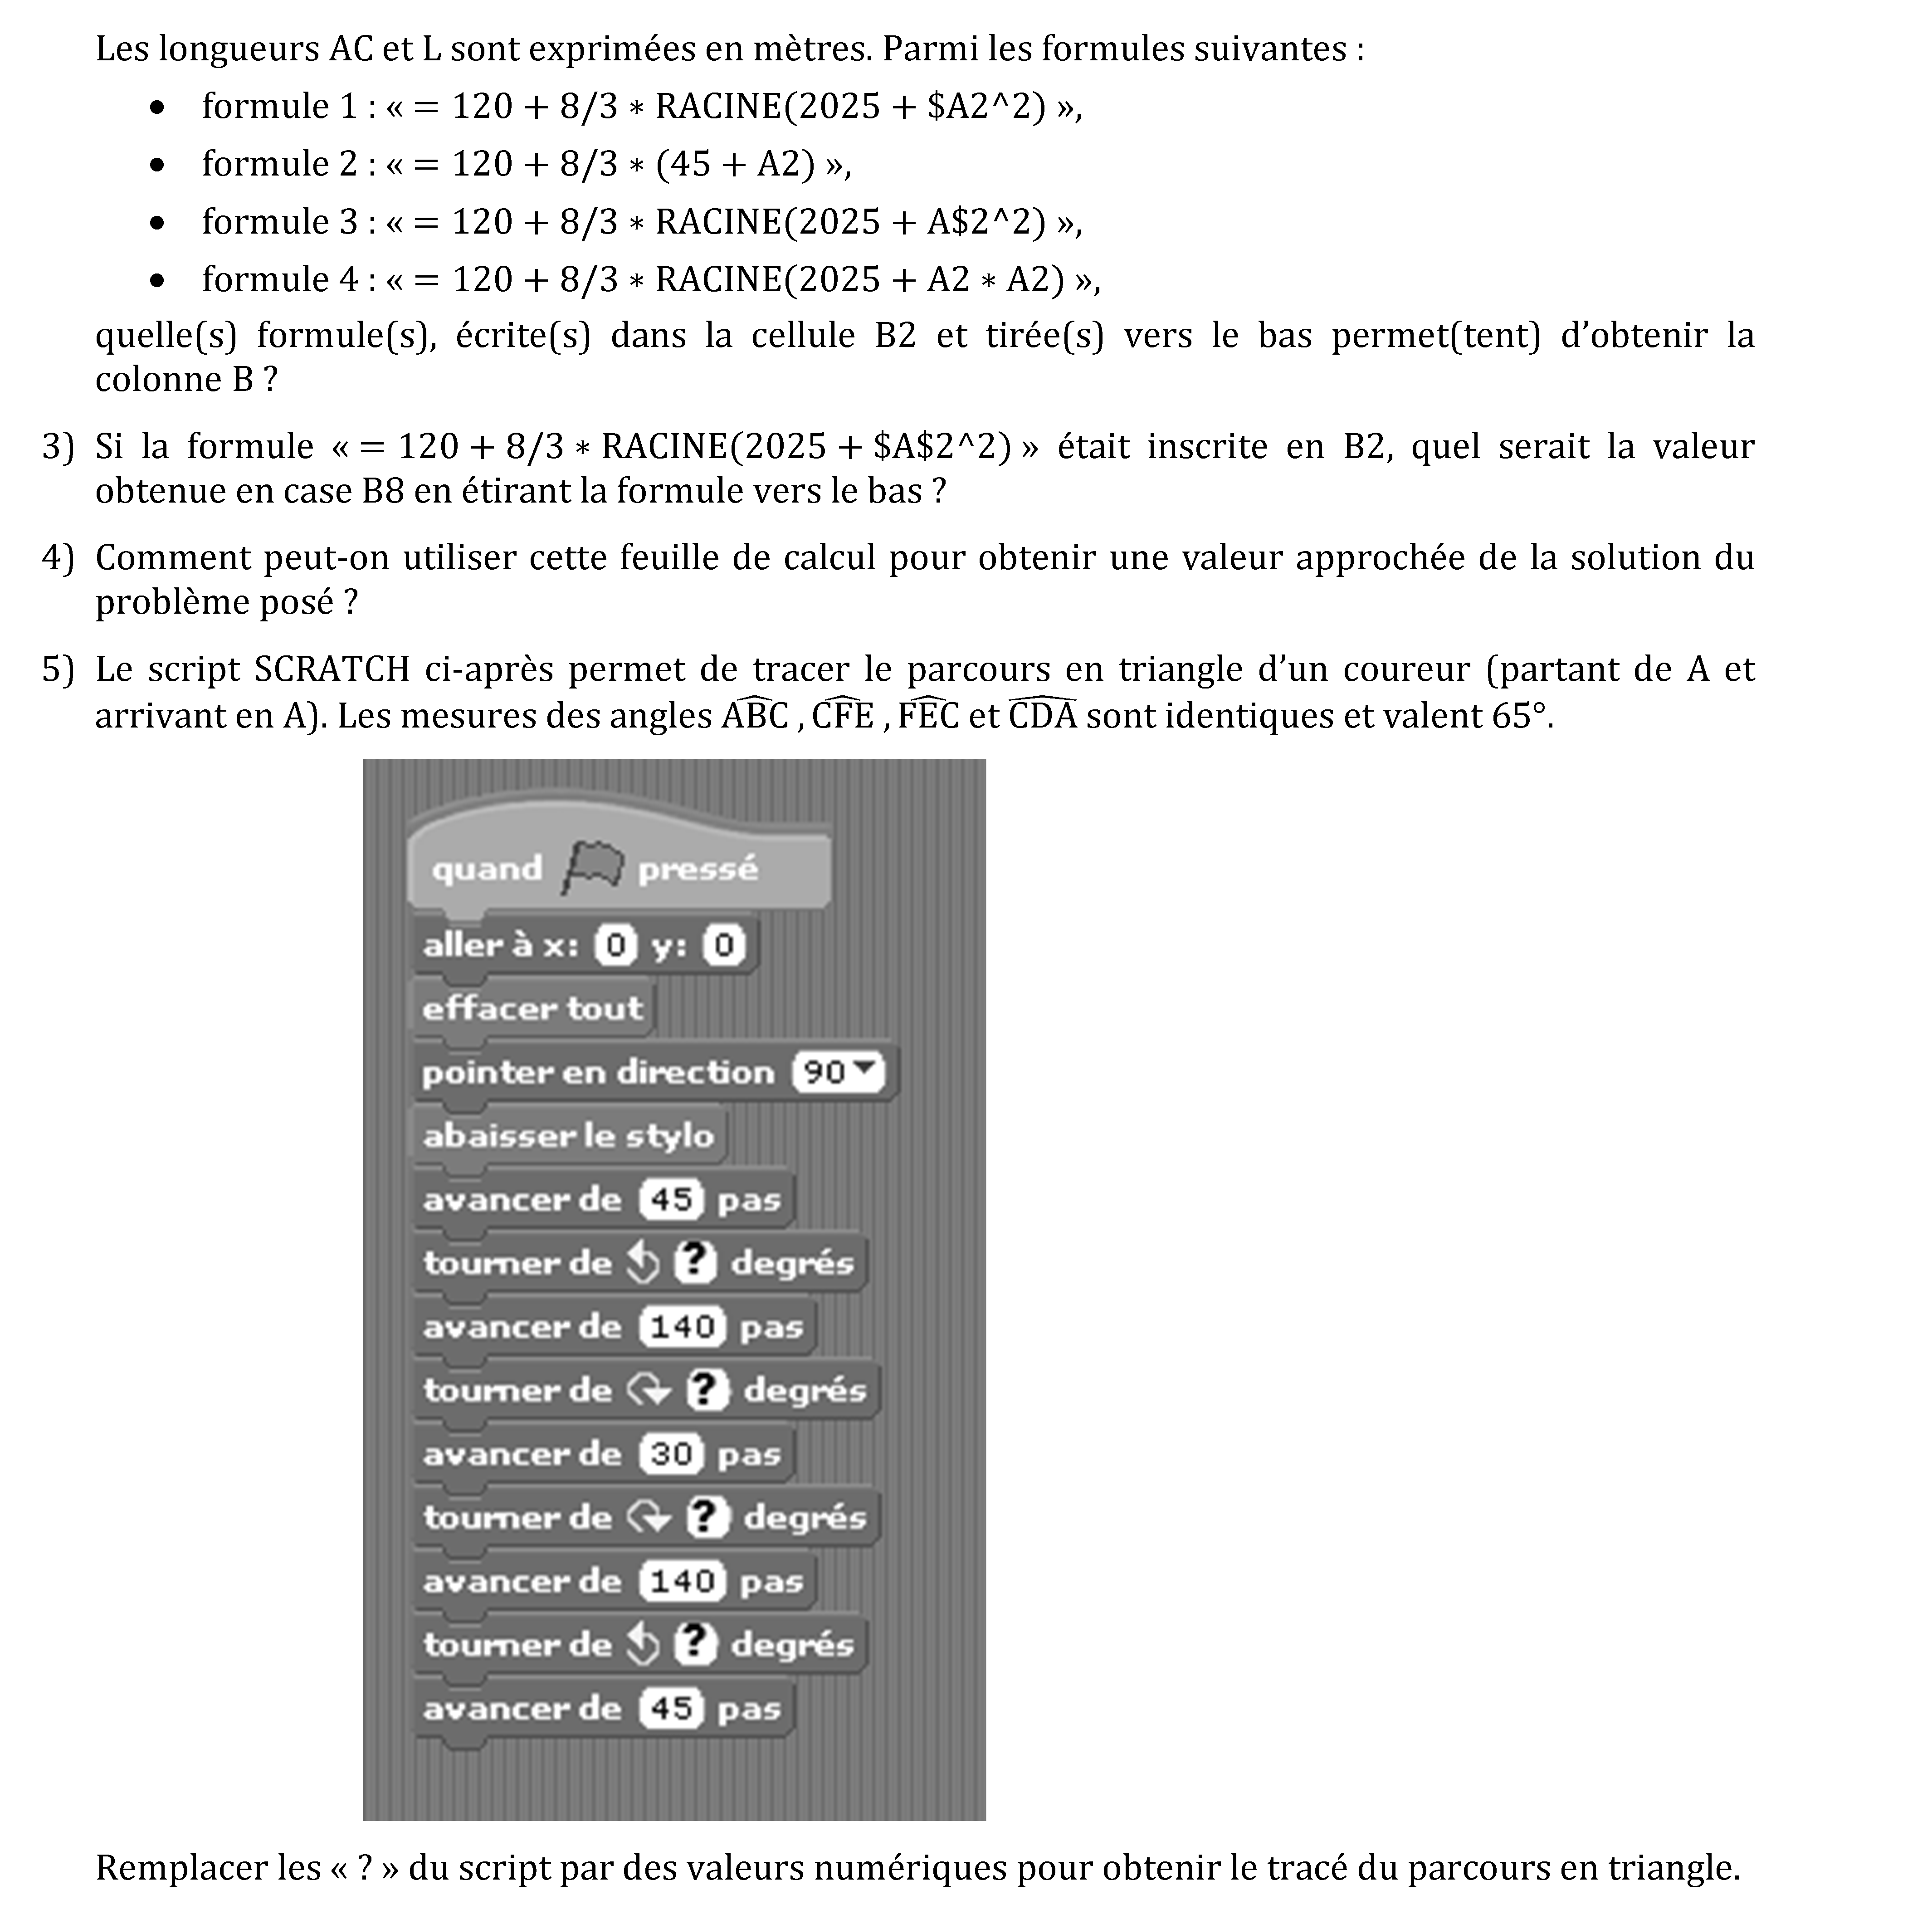 Les longueurs AC et L sont exprimées en mètres. Parmi les formules suivantes :
• formule 1 : « = 120 + 8/3 ∗ RACINE(2025 + $A2^2) »,
• formule 2 : « = 120 + 8/3 ∗ (45 + A2) »,
• formule 3 : « = 120 + 8/3 ∗ RACINE(2025 + A$2^2) »,
• formule 4 : « = 120 + 8/3 ∗ RACINE(2025 + A2 ∗ A2) »,
quelle(s) formule(s), écrite(s) dans la cellule B2 et tirée(s) vers le bas permet(tent) d’obtenir la
colonne B ?
3) Si la formule « = 120 + 8/3 ∗ RACINE(2025 + $A$2^2) » était inscrite en B2, quel serait la valeur
obtenue en case B8 en étirant la formule vers le bas ?
4) Comment peut-on utiliser cette feuille de calcul pour obtenir une valeur approchée de la solution du
problème posé ?
5) Le script SCRATCH ci-après permet de tracer le parcours en triangle d’un coureur (partant de A et
arrivant en A). Les mesures des angles ABC , CFE , FEC et CDA sont identiques et valent 65°.
quand pressé
aller à x: 0 y: 0
effacer tout
pointer en direction 90
abaisser le stylo
avancer de 45 pas
tourner de ? degrés
avancer de 140 pas
tourner de ? degrés
avancer de 30 pas
tourner de ? degrés
avancer de 140 pas
tourner de ? degrés
avancer de 45 pas
Remplacer les « ? » du script par des valeurs numériques pour obtenir le tracé du parcours en triangle.